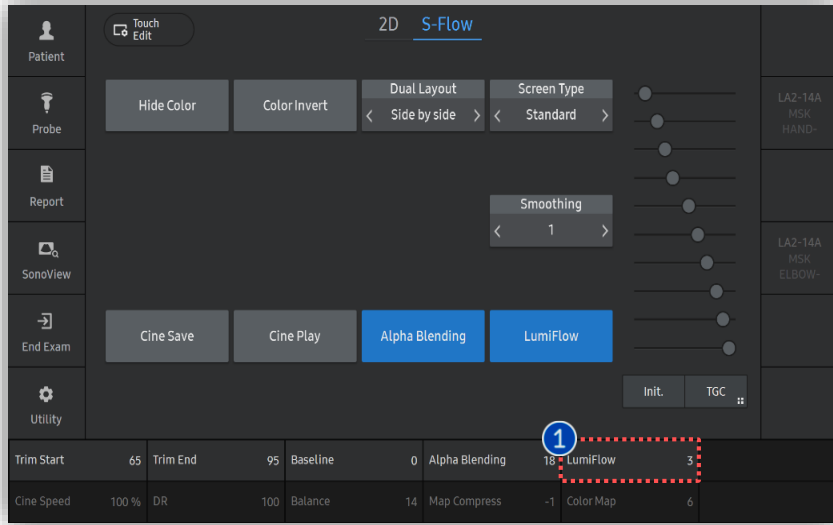 Touch
Edit
2D S-Flow
Patient
Hide Color
Color Invert
Dual Layout
Side by side
Screen Type
Standard
LA2-14A
MSK
HAND-
Probe
Report
Smoothing
1
LA2-14A
MSK
ELBOW-
SonoView
Cine Save
Cine Play
Alpha Blending
LumiFlow
End Exam
Init.
TGC
Utility
1
Trim Start 65 Trim End 95 Baseline 0 Alpha Blending 18 LumiFlow 3
Cine Speed 100 % DR 100 Balance 14 Map Compress -1 Color Map 6